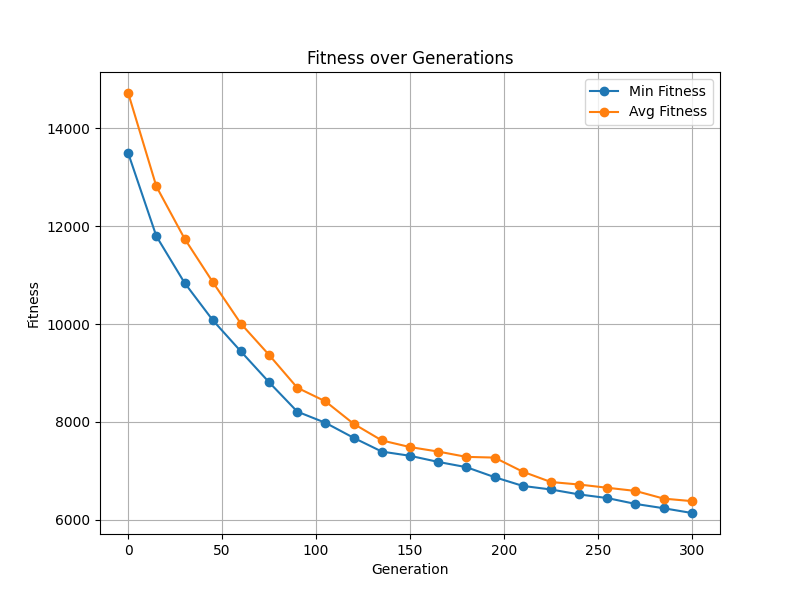 Fitness over Generations
Min Fitness
Avg Fitness
14000
12000
10000
8000
6000
Fitness
0 50 100 150 200 250 300
Generation